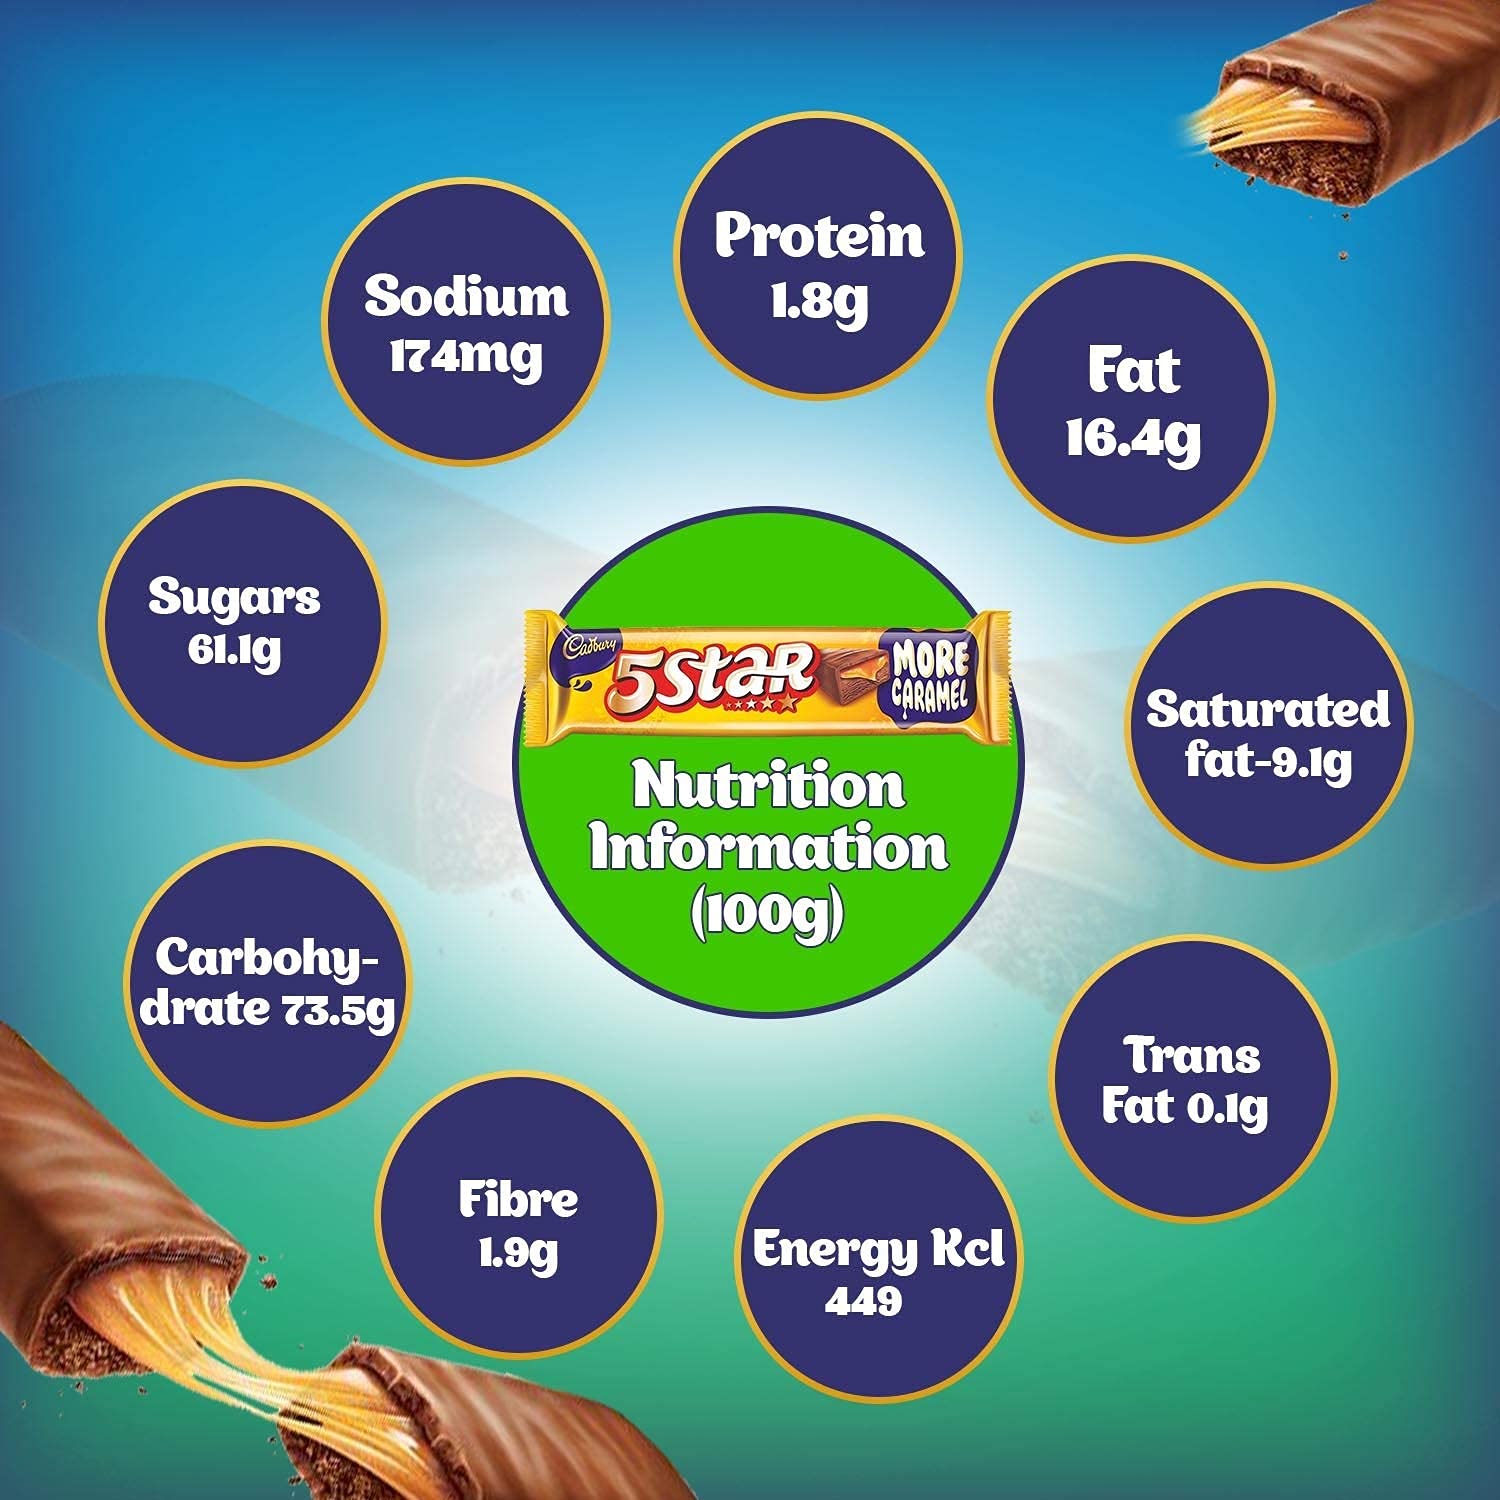 Protein
1.8g
Sodium
174mg
Fat
16.4g
Sugars
61.1g
Cadbury
5Star
MORE
CARAMEL
Nutrition
Information
(100g)
Saturated
fat-9.1g
Carbohy-
drate 73.5g
Trans
Fat 0.1g
Fibre
1.9g
Energy Kcl
449